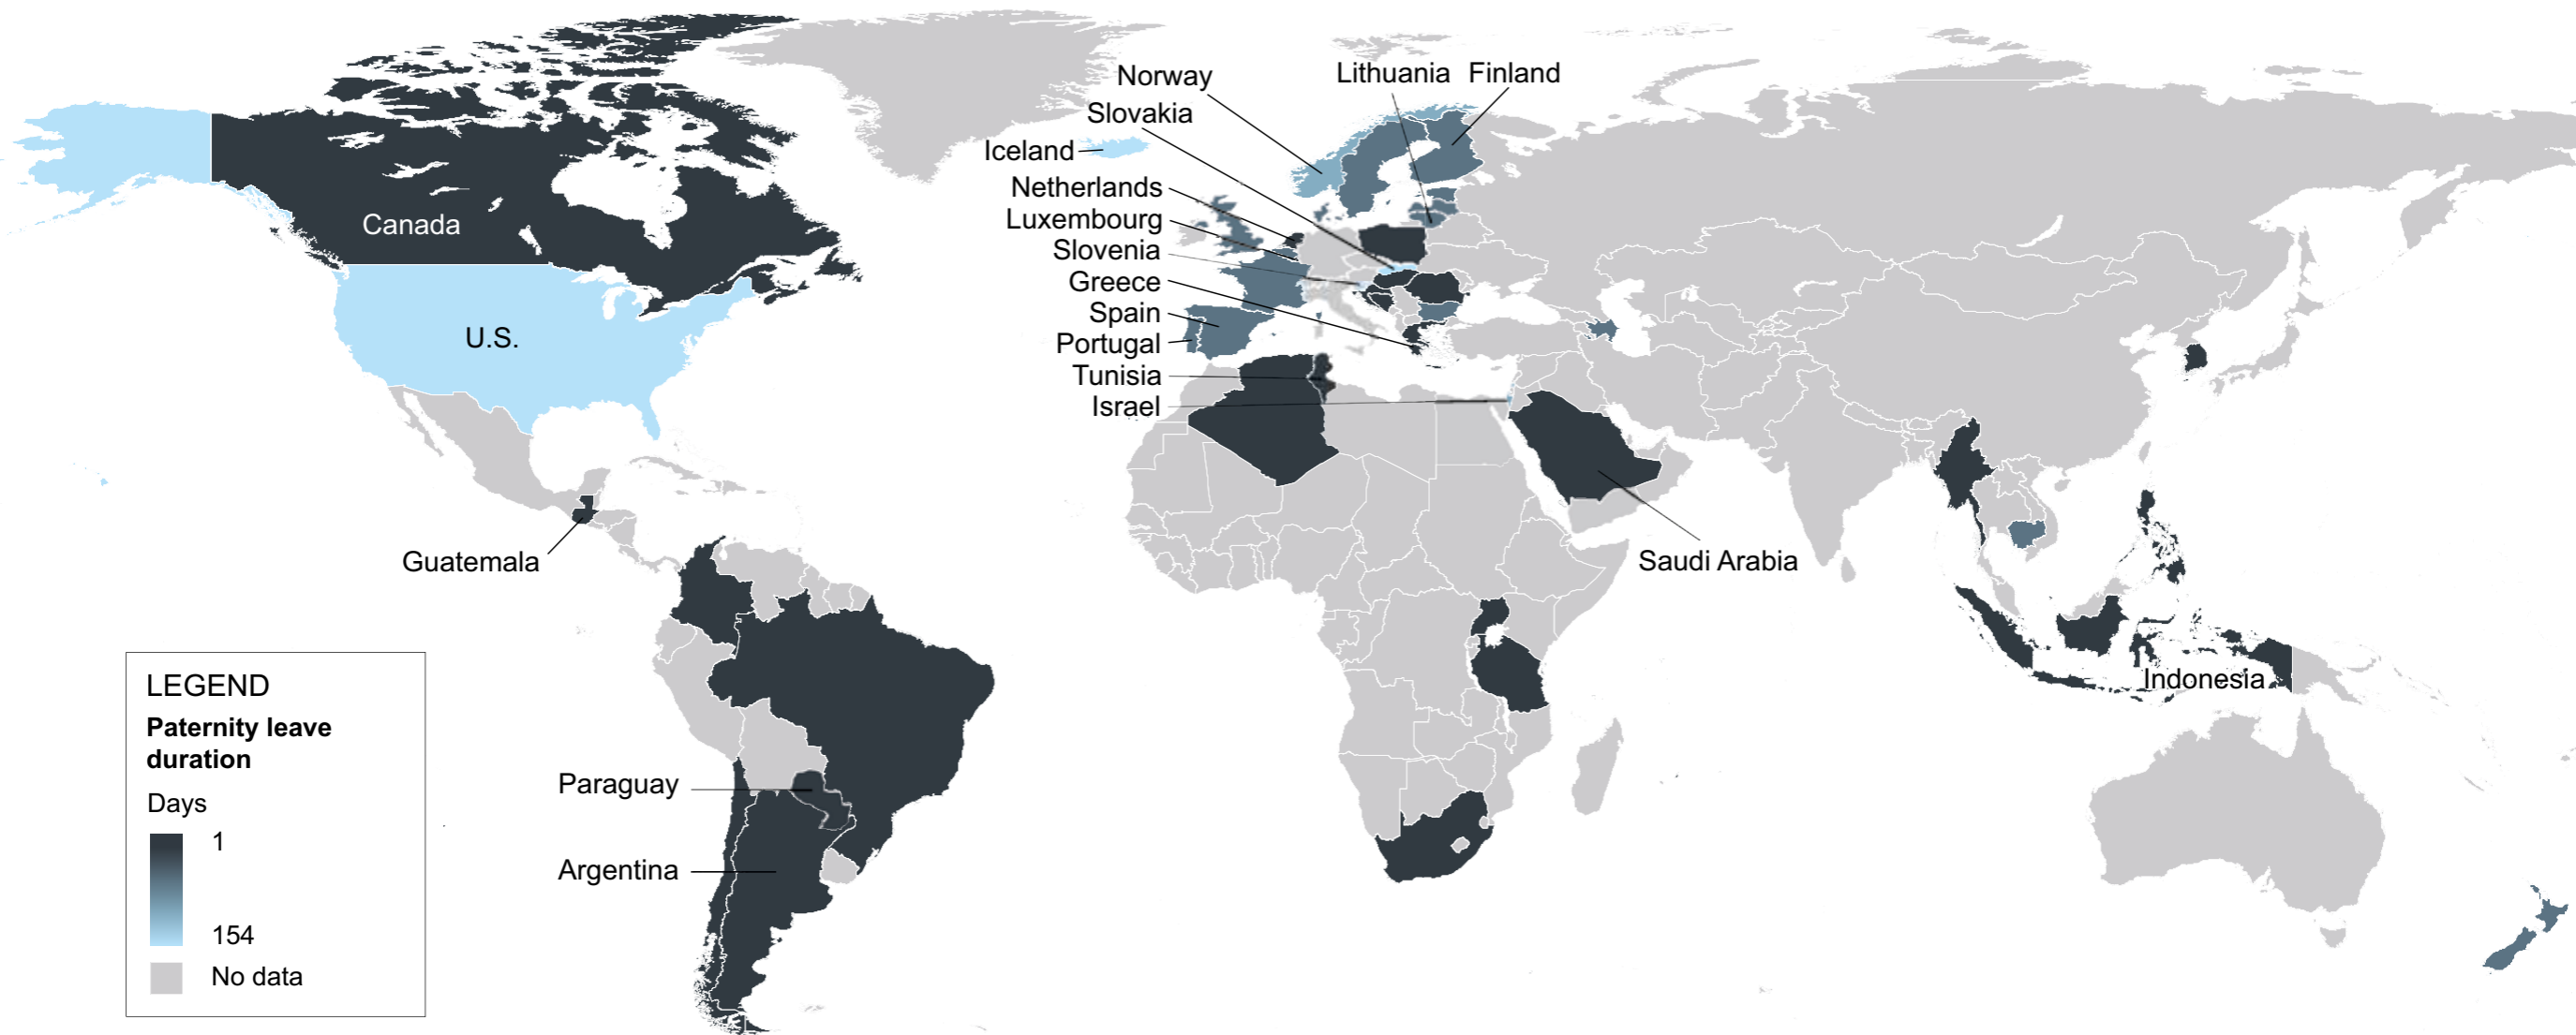 Norway
Lithuania
Finland
Slovakia
Iceland
Netherlands
Luxembourg
Canada
Slovenia
Greece
Spain
U.S.
Portugal
Tunisia
Israel
Guatemala
Saudi Arabia
Indonesia
LEGEND
Paternity leave
duration
Days
1
154
No data
Paraguay
Argentina